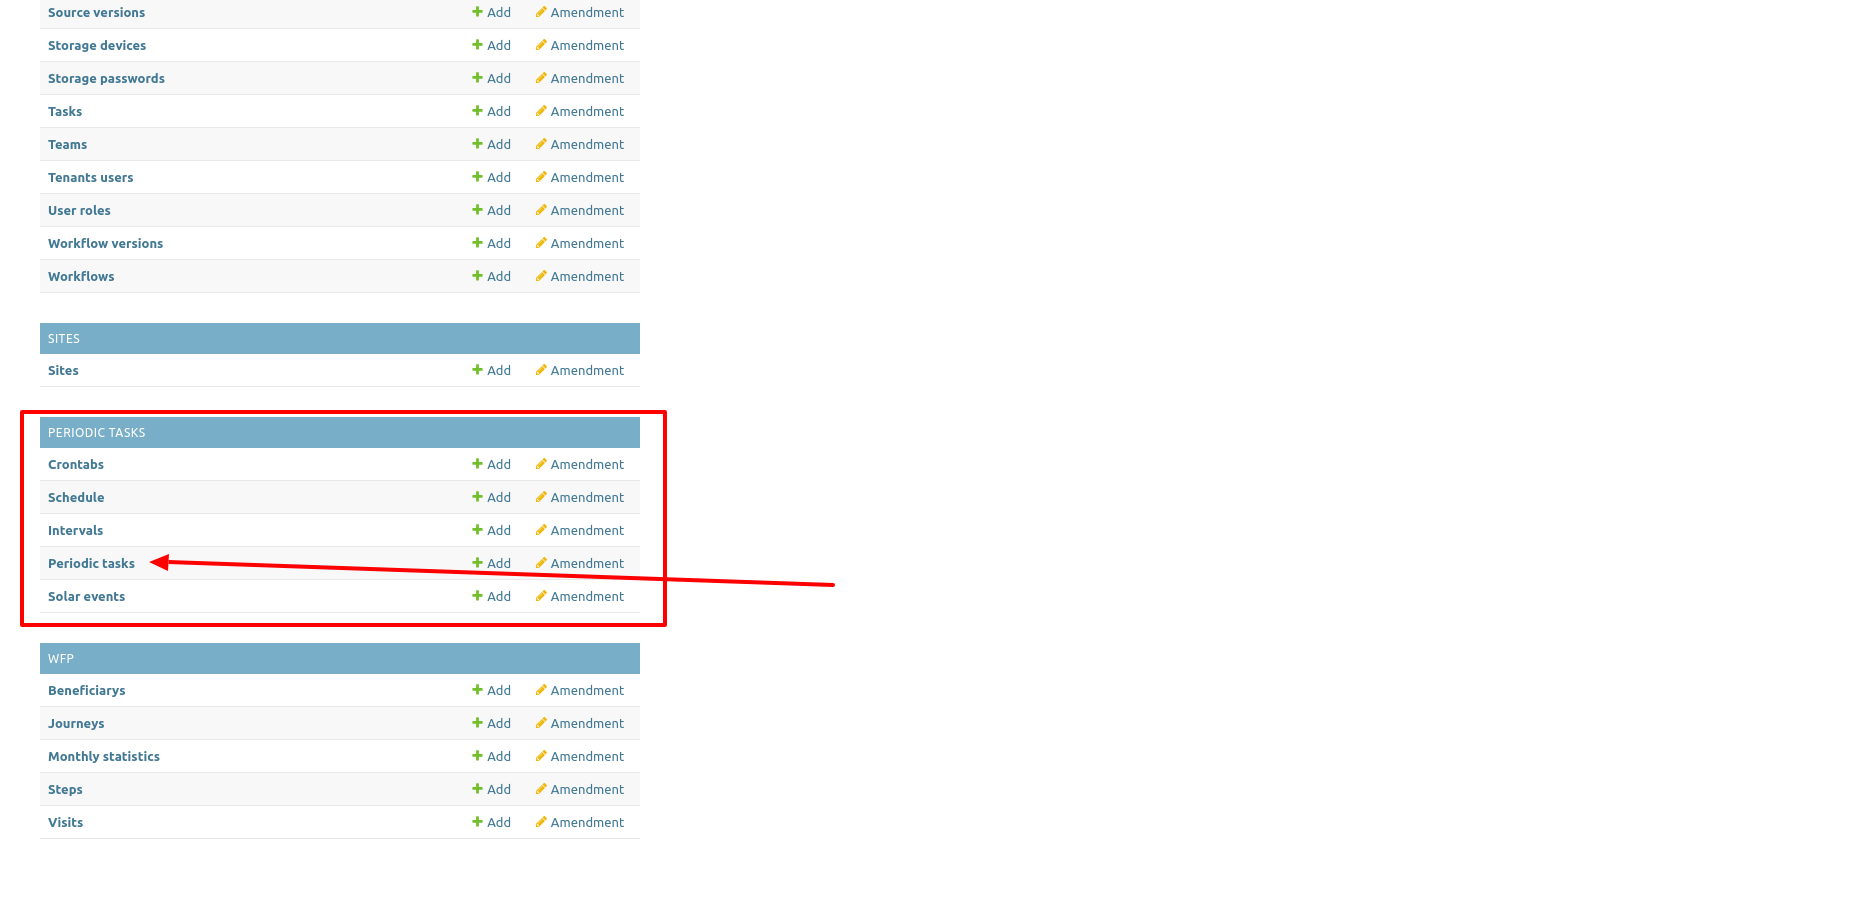 Source versions Add Amendment
Storage devices Add Amendment
Storage passwords Add Amendment
Tasks Add Amendment
Teams Add Amendment
Tenants users Add Amendment
User roles Add Amendment
Workflow versions Add Amendment
Workflows Add Amendment
SITES
Sites Add Amendment
PERIODIC TASKS
Crontabs Add Amendment
Schedule Add Amendment
Intervals Add Amendment
Periodic tasks Add Amendment
Solar events Add Amendment
WFP
Beneficiarys Add Amendment
Journeys Add Amendment
Monthly statistics Add Amendment
Steps Add Amendment
Visits Add Amendment